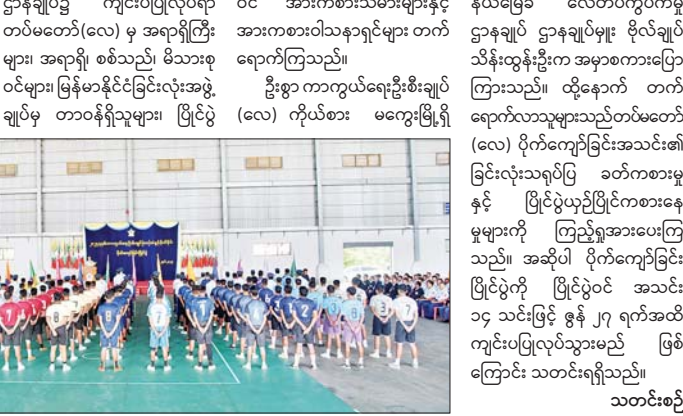 ဌာနချုပ်၌ ကျင်းပပြုလုပ်ရာ
တပ်မတော်(လေ) မှ အရာရှိကြီး
များ၊ အရာရှိ၊ စစ်သည်၊ မိသားစု
ဝင်များ၊ မြန်မာနိုင်ငံခြင်းလုံးအဖွဲ့
ချုပ်မှ တာဝန်ရှိသူများ၊ ပြိုင်ပွဲ
ဝင် အားကစားသမားများနှင့်
အားကစားဝါသနာရှင်များ တက်
ရောက်ကြသည်။
ဦးစွာ ကာကွယ်ရေးဦးစီးချုပ်
(လေ) ကိုယ်စား မကွေးမြို့ရှိ
နယ်မြေခံ လေတပ်ကွပ်ကဲမှု
ဌာနချုပ် ဌာနချုပ်မှူး ဗိုလ်ချုပ်
သိန်းထွန်းဦးက အမှာစကားပြော
ကြားသည်။ ထို့နောက် တက်
ရောက်လာသူများသည်တပ်မတော်
(လေ) ပိုက်ကျော်ခြင်းအသင်း၏
ခြင်းလုံးသရုပ်ပြ ခတ်ကစားမှု
နှင့် ပြိုင်ပွဲယှဉ်ပြိုင်ကစားနေ
မှုများကို ကြည့်ရှုအားပေးကြ
သည်။ အဆိုပါ ပိုက်ကျော်ခြင်း
ပြိုင်ပွဲကို ပြိုင်ပွဲဝင် အသင်း
၁၄ သင်းဖြင့် ဇွန် ၂၇ ရက်အထိ
ကျင်းပပြုလုပ်သွားမည် ဖြစ်
ကြောင်း သတင်းရရှိသည်။
သတင်းစဉ်